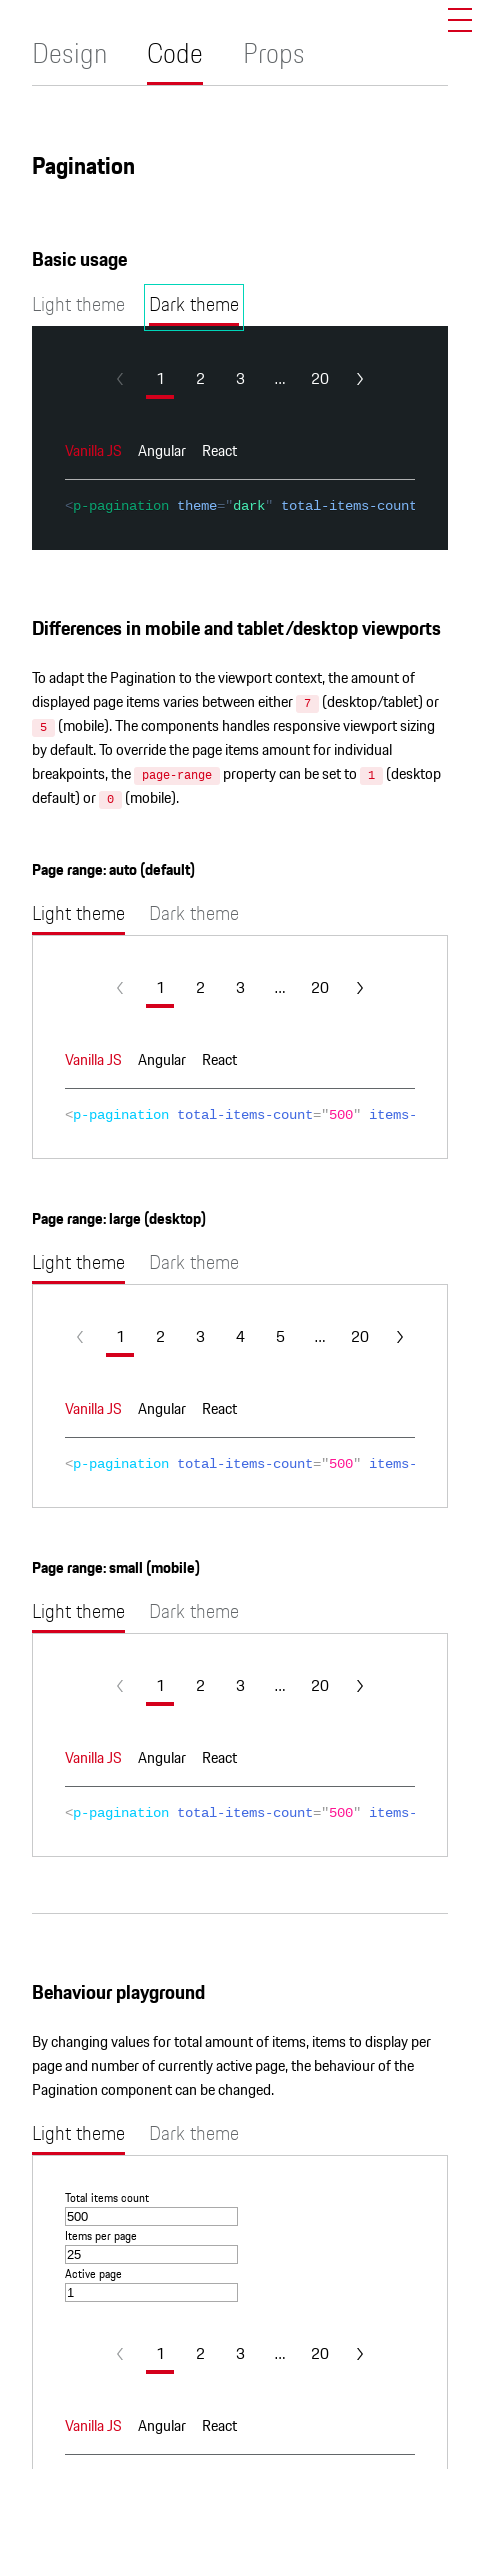 Design Code Props
Pagination
Basic usage
Light theme Dark theme
1 2 3 ... 20
Vanilla JS Angular React
<p-pagination theme="dark" total-items-count
Differences in mobile and tablet/desktop viewports
To adapt the Pagination to the viewport context, the amount of
displayed page items varies between either 7 (desktop/tablet) or
5 (mobile). The components handles responsive viewport sizing
by default. To override the page items amount for individual
breakpoints, the page-range property can be set to 1 (desktop
default) or 0 (mobile).
Page range: auto (default)
Light theme Dark theme
1 2 3 ... 20
Vanilla JS Angular React
<p-pagination total-items-count="500" items-
Page range: large (desktop)
Light theme Dark theme
1 2 3 4 5 ... 20
Vanilla JS Angular React
<p-pagination total-items-count="500" items-
Page range: small (mobile)
Light theme Dark theme
1 2 3 ... 20
Vanilla JS Angular React
<p-pagination total-items-count="500" items-
Behaviour playground
By changing values for total amount of items, items to display per
page and number of currently active page, the behaviour of the
Pagination component can be changed.
Light theme Dark theme
Total items count
500
Items per page
25
Active page
1
1 2 3 ... 20
Vanilla JS Angular React